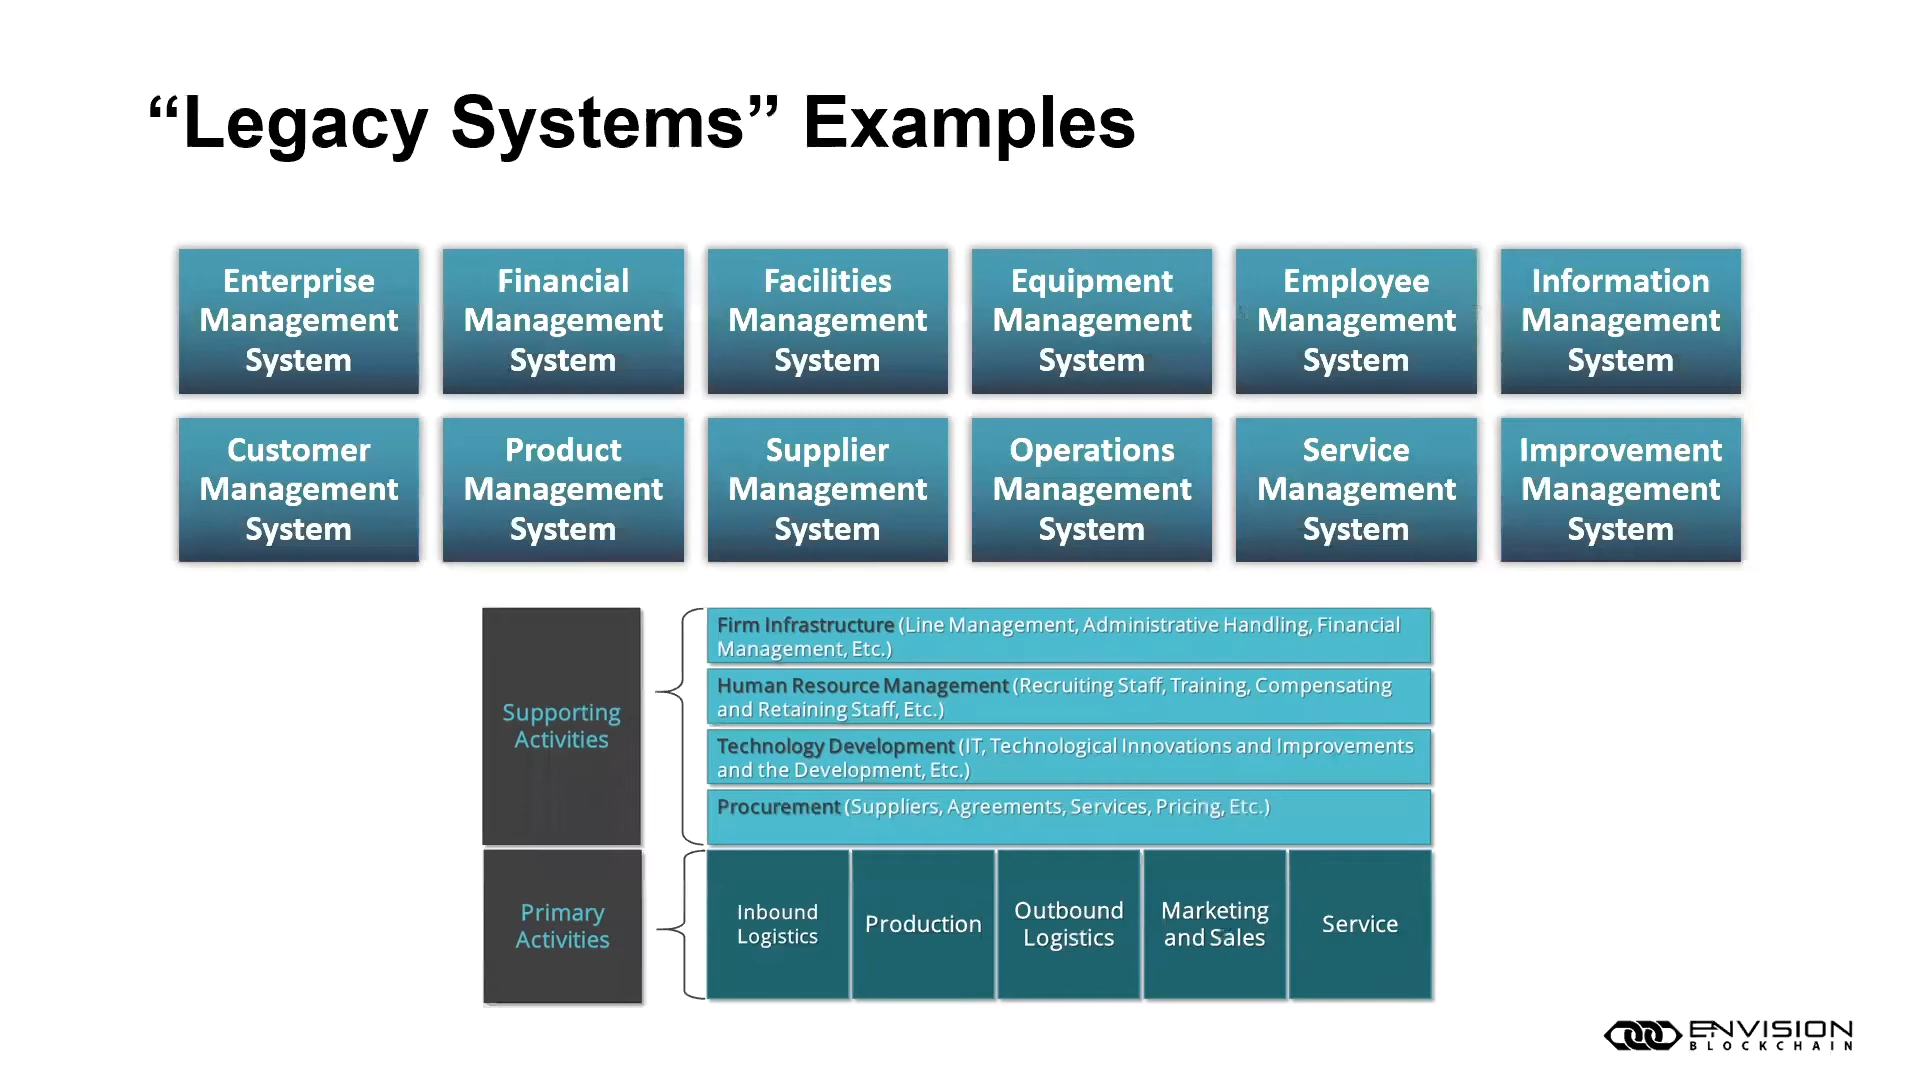 “Legacy Systems” Examples
Enterprise
Management
System
Financial
Management
System
Facilities
Management
System
Equipment
Management
System
Employee
Management
System
Information
Management
System
Customer
Management
System
Product
Management
System
Supplier
Management
System
Operations
Management
System
Service
Management
System
Improvement
Management
System
Supporting
Activities
Firm Infrastructure (Line Management, Administrative Handling, Financial
Management, Etc.)
Human Resource Management (Recruiting Staff, Training, Compensating
and Retaining Staff, Etc.)
Technology Development (IT, Technological Innovations and Improvements
and the Development, Etc.)
Procurement (Suppliers, Agreements, Services, Pricing, Etc.)
Primary
Activities
Inbound
Logistics
Production
Outbound
Logistics
Marketing
and Sales
Service
ENVISION
BLOCKCHAIN